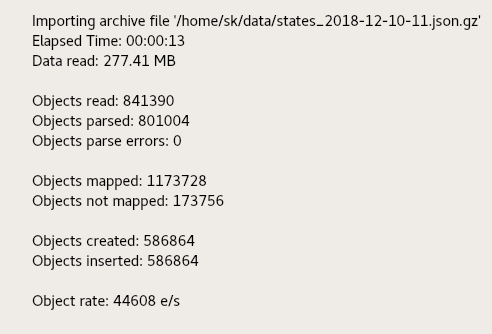 Importing archive file '/home/sk/data/states_2018-12-10-11.json.gz'
Elapsed Time: 00:00:13
Data read: 277.41 MB
Objects read: 841390
Objects parsed: 801004
Objects parse errors: 0
Objects mapped: 1173728
Objects not mapped: 173756
Objects created: 586864
Objects inserted: 586864
Object rate: 44608 e/s